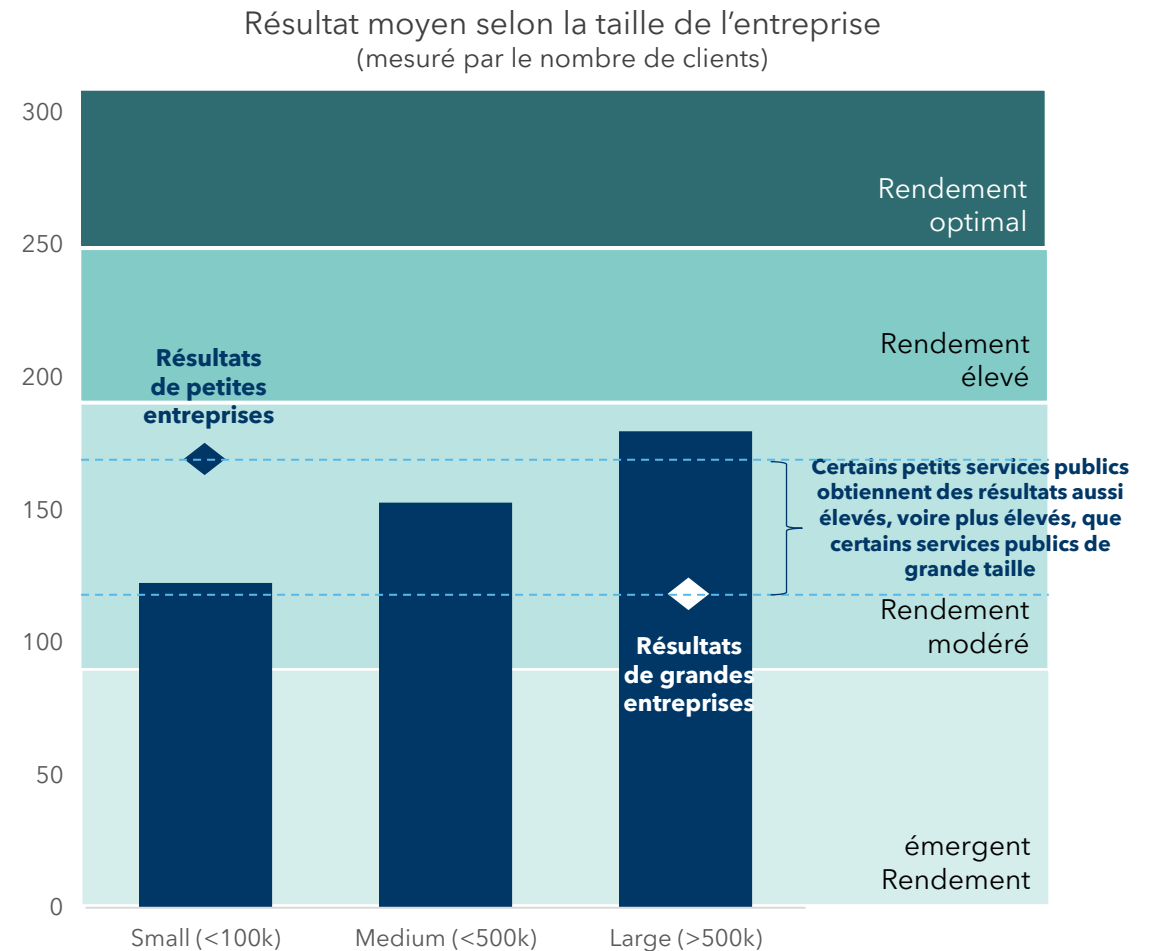 Résultat moyen selon la taille de l’entreprise
(mesuré par le nombre de clients)
300
250
200
150
100
50
0
Rendement
optimal
Rendement
élevé
Résultats
de petites
entreprises
Certains petits services publics
obtiennent des résultats aussi
élevés, voire plus élevés, que
certains services publics de
grande taille
Rendement
modéré
Résultats
de grandes
entreprises
émergent
Rendement
Small (<100k)
Medium (<500k)
Large (>500k)